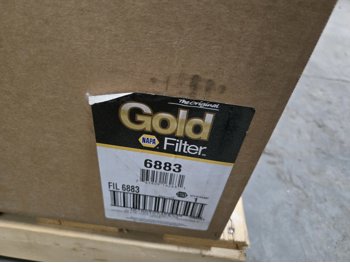 The Original
Gold
NAPA Filter
6883
FIL 6883